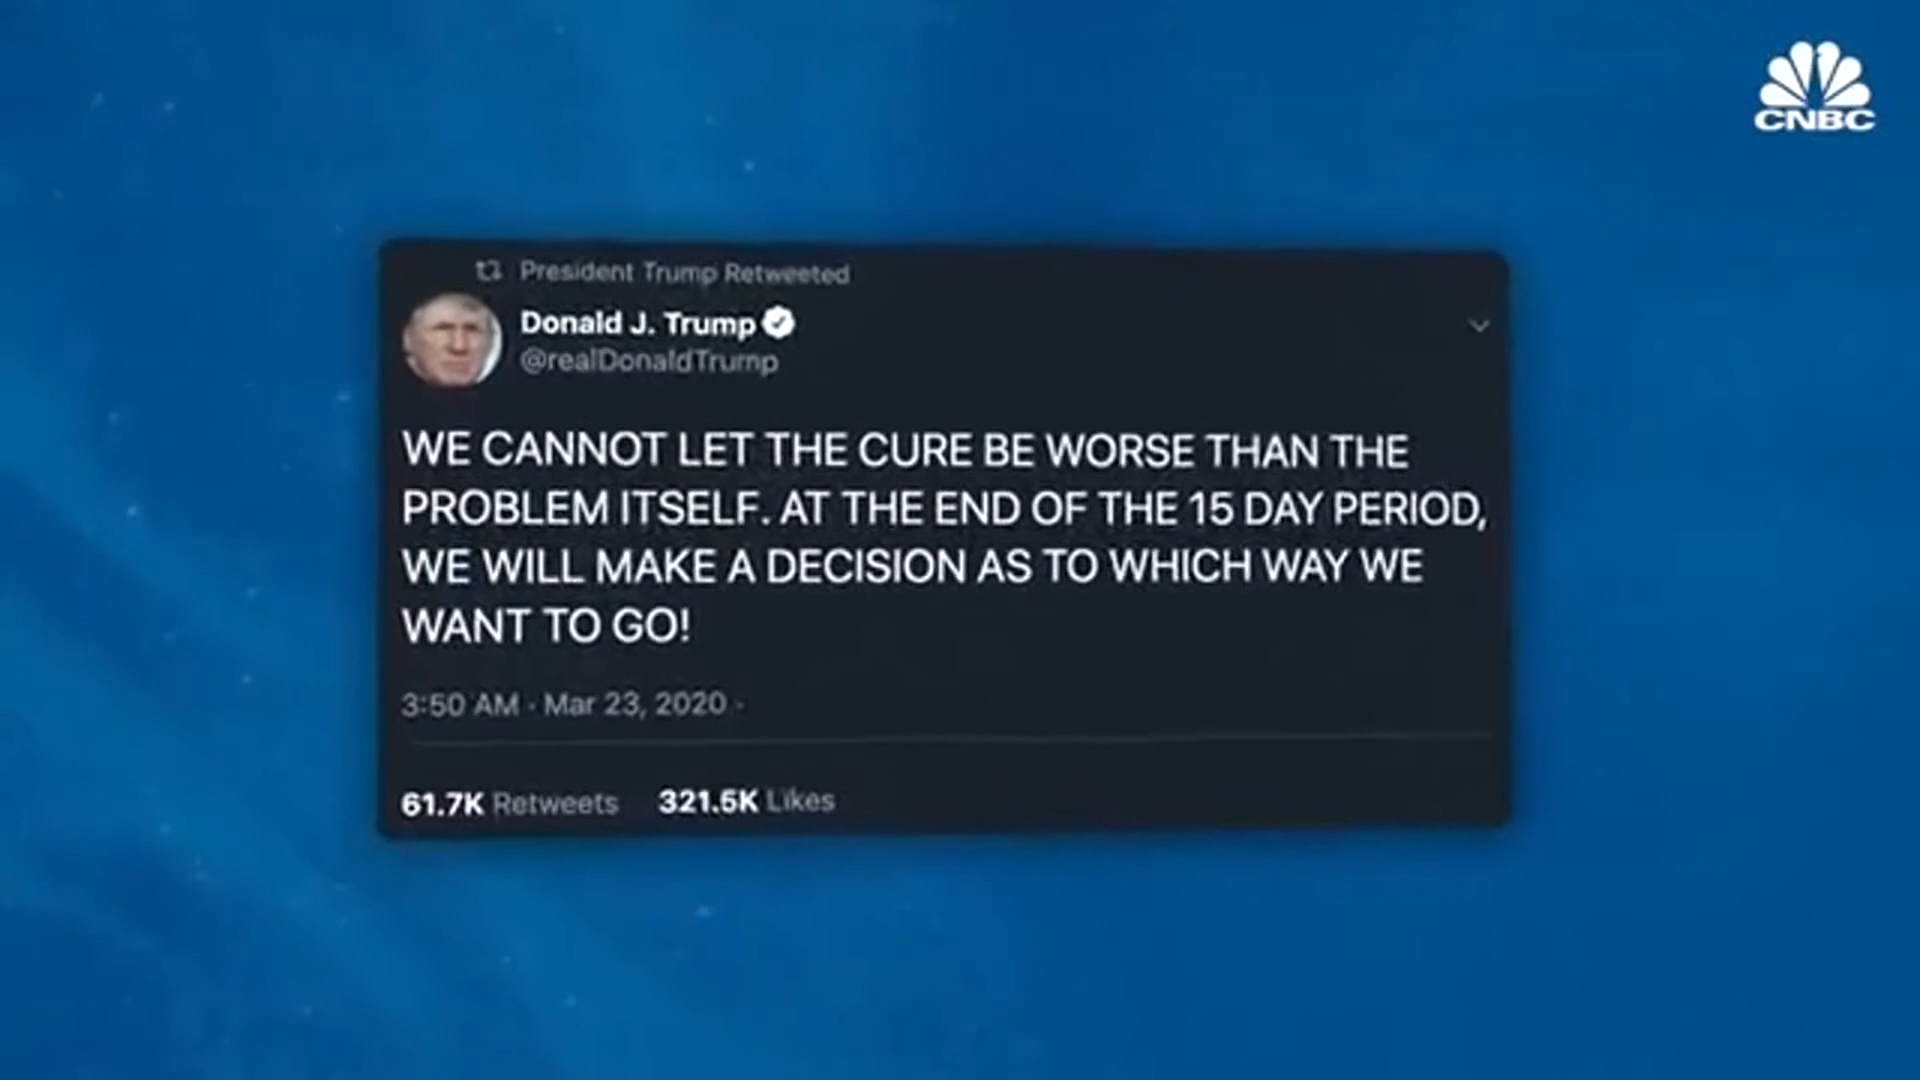 CNBC
President Trump Retweeted
Donald J. Trump
@realDonaldTrump
WE CANNOT LET THE CURE BE WORSE THAN THE
PROBLEM ITSELF. AT THE END OF THE 15 DAY PERIOD,
WE WILL MAKE A DECISION AS TO WHICH WAY WE
WANT TO GO!
3:50 AM · Mar 23, 2020 ·
61.7K Retweets 321.5K Likes